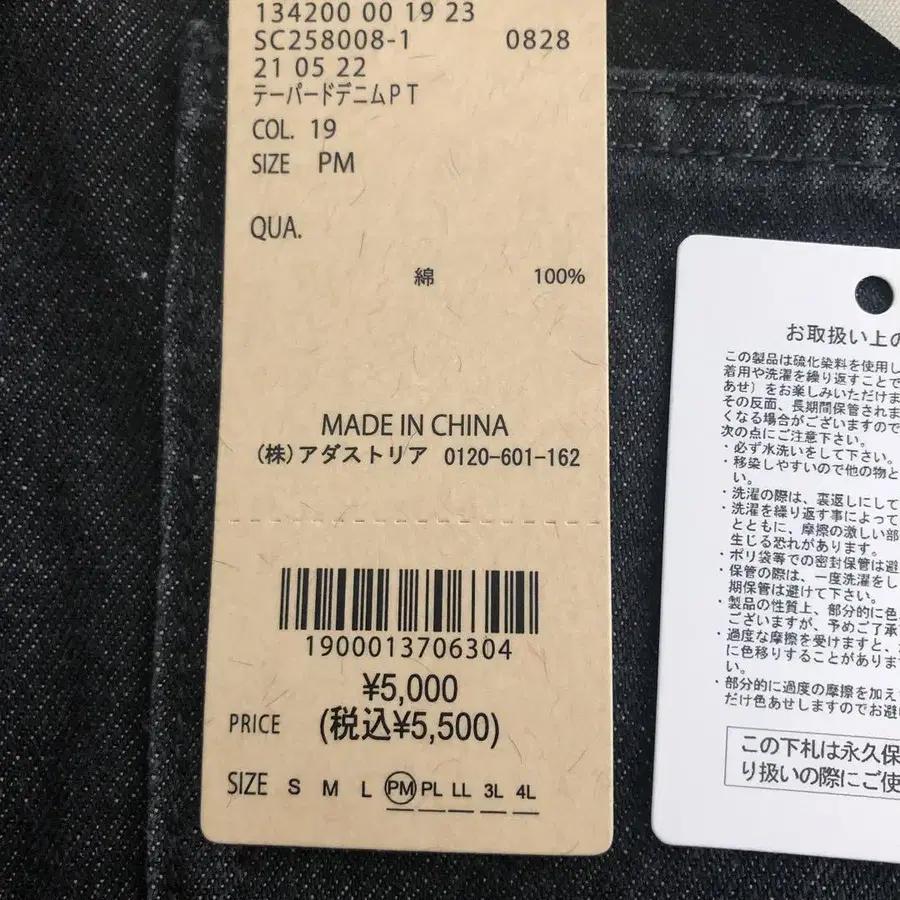 134200 00 19 23
SC258008-1 0828
21 05 22
テーパードデニムPT
COL. 19
SIZE PM
QUA.
綿 100%
MADE IN CHINA
(株)アダストリア 0120-601-162
1900013706304
¥5,000
PRICE (税込¥5,500)
SIZE S M L PM PL LL 3L 4L
お取扱い上の
この製品は硫化染料を使用し
着用や洗濯を繰り返すことで
あせ)をお楽しみいただけま
その反面、長期間保管されま
くなる場合がございますので
次の点にご注意下さい。
・必ず水洗いをして下さい。
・移染しやすいので他の物と
い。
・洗濯の際は、裏返しにして
・洗濯を繰り返す事によって
とともに、摩擦の激しい部
生じる恐れがあります。
・ポリ袋等での密封保管は避
・保管の際は、一度洗濯をし
期保管は避けて下さい。
・製品の性質上、部分的に色
ございますが、予めご了承
・過度な摩擦を受けますと、
に色移りすることがありま
い。
・部分的に過度の摩擦を加え
だけ色あせしますのでお避
この下札は永久保
り扱いの際にご使